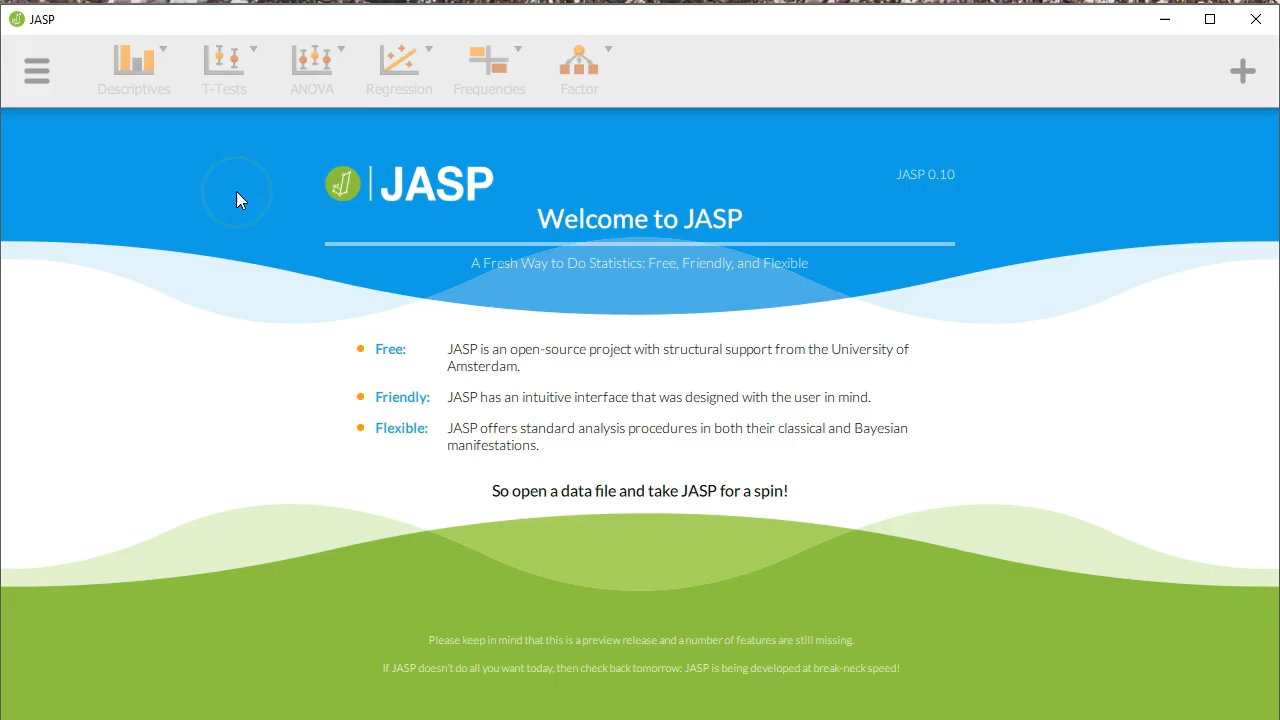 JASP
Descriptives T-Tests ANOVA Regression Frequencies Factor
JASP
JASP 0.10
Welcome to JASP
A Fresh Way to Do Statistics: Free, Friendly, and Flexible
Free: JASP is an open-source project with structural support from the University of
Amsterdam.
Friendly: JASP has an intuitive interface that was designed with the user in mind.
Flexible: JASP offers standard analysis procedures in both their classical and Bayesian
manifestations.
So open a data file and take JASP for a spin!
Please keep in mind that this is a preview release and a number of features are still missing.
If JASP doesn't do all you want today, then check back tomorrow: JASP is being developed at break-neck speed!